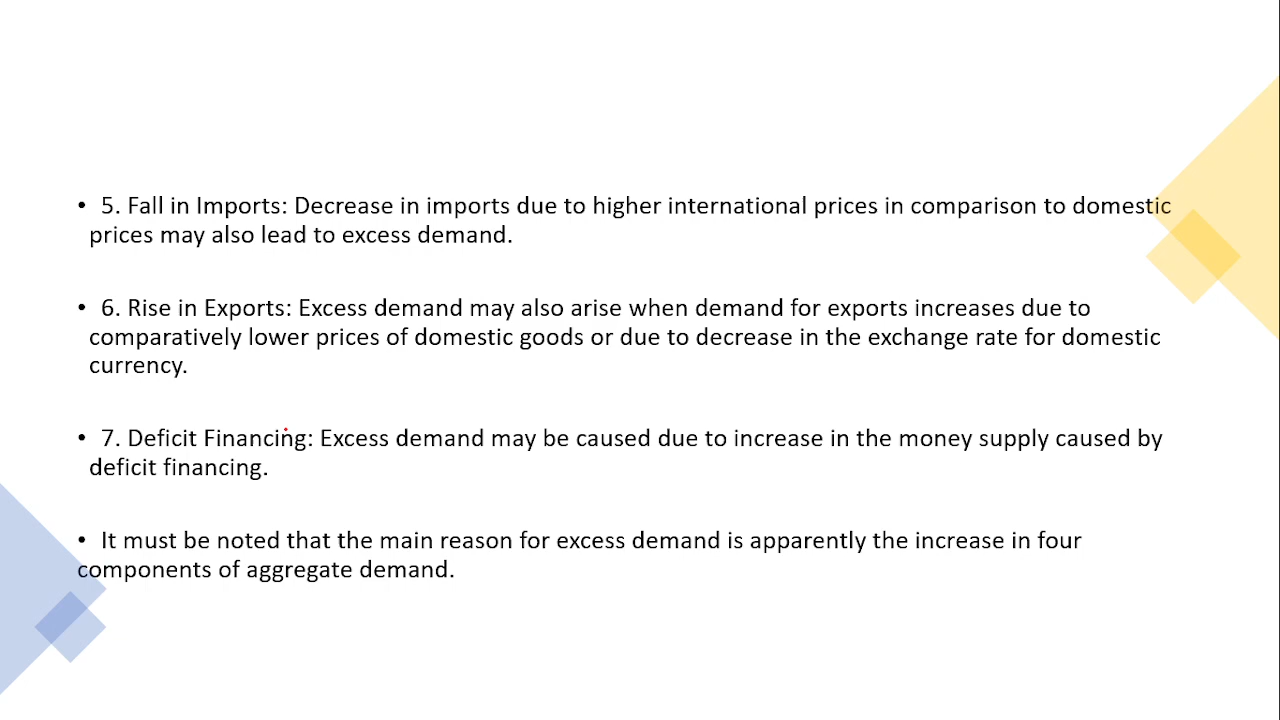 • 5. Fall in Imports: Decrease in imports due to higher international prices in comparison to domestic
prices may also lead to excess demand.
• 6. Rise in Exports: Excess demand may also arise when demand for exports increases due to
comparatively lower prices of domestic goods or due to decrease in the exchange rate for domestic
currency.
• 7. Deficit Financing: Excess demand may be caused due to increase in the money supply caused by
deficit financing.
• It must be noted that the main reason for excess demand is apparently the increase in four
components of aggregate demand.